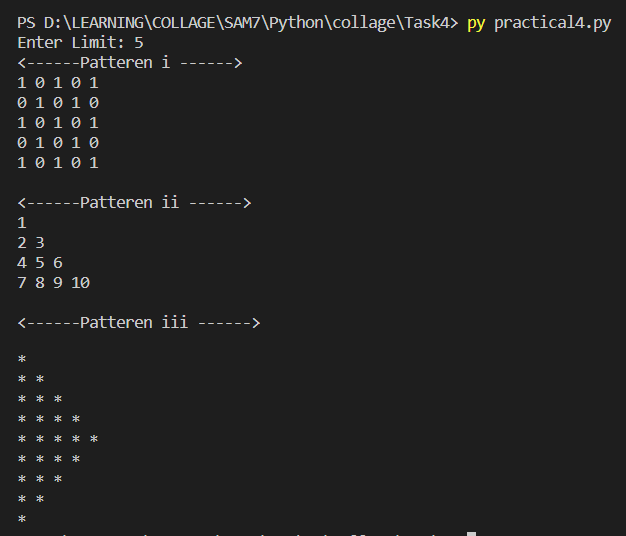 PS D:\LEARNING\COLLAGE\SAM7\Python\collage\Task4> py practical4.py
Enter Limit: 5
<------Patteren i ------>
1 0 1 0 1
0 1 0 1 0
1 0 1 0 1
0 1 0 1 0
1 0 1 0 1
<------Patteren ii ------>
1
2 3
4 5 6
7 8 9 10
<------Patteren iii ------>
*
* *
* * *
* * * *
* * * * *
* * * *
* * *
* *
*